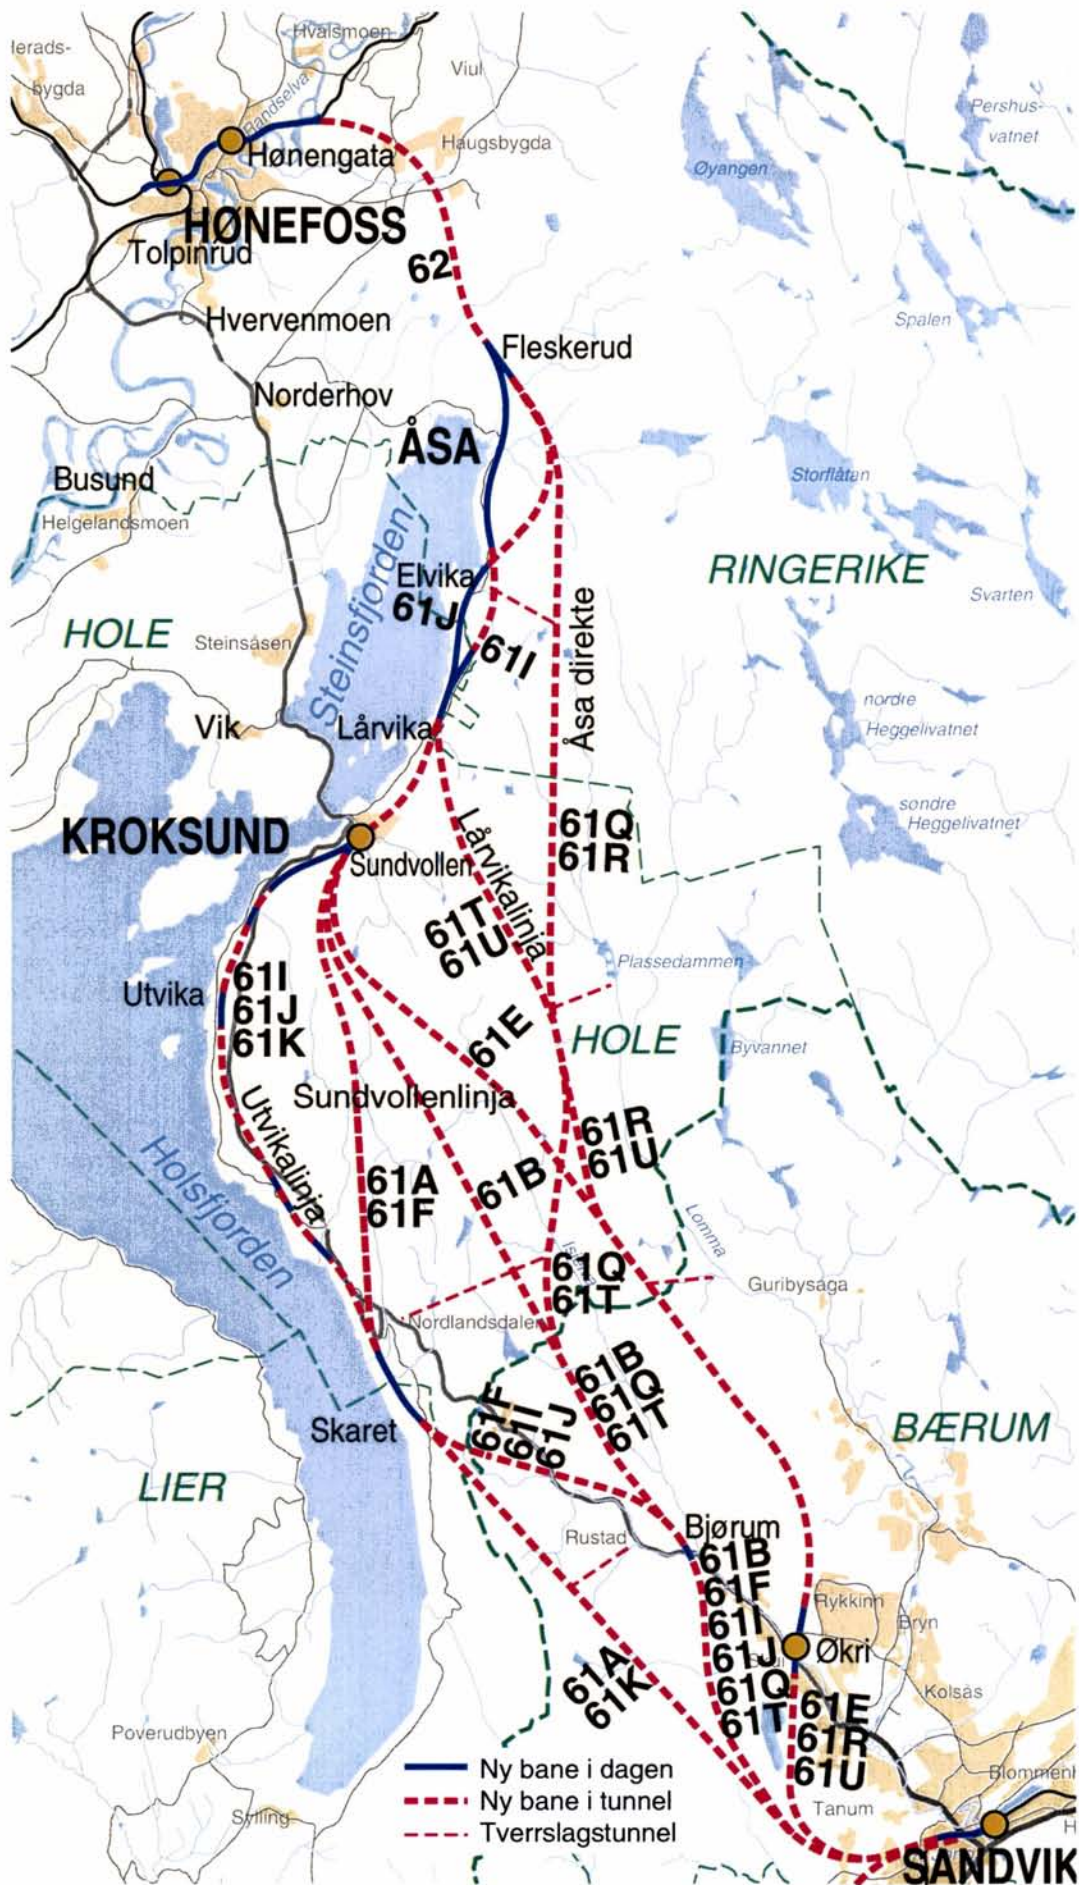 Hvalsmoen
Herads-
bygda
Viul
Randselva
Pershus-
vatnet
Hønengata
Haugsbygda
Øyangen
HØNEFOSS
Tolpinrud
62
Hvervenmoen
Spalen
Fleskerud
Norderhov
ÅSA
Busund
Storflåtan
Helgelandsmoen
Steinsfjorden
Elvika
61J
RINGERIKE
Svarten
HOLE
Steinsåsen
61I
Åsa direkte
nordre
Heggelivatnet
Vik
Lårvika
søndre
Heggelivatnet
KROKSUND
Sundvollen
Lårvikalinja
61Q
61R
61T
61U
Plassedammen
Utvika
61I
61J
61K
61E
HOLE
Byvannet
Sundvollenlinja
Utvikalinja
61R
61U
Holsfjorden
61A
61F
61B
Lomma
61Q
61T
Guribysaga
Nordlandsdalen
61B
61Q
61T
61F
61I
61J
Skaret
BÆRUM
LIER
Rustad
Bjørum
61B
61F
61I
61J
61Q
61T
Rykkinn
Bryn
Økri
61A
61K
Kolsås
61E
61R
61U
Poverudbyen
Ny bane i dagen
Blommenh
Ny bane i tunnel
Tanum
Sylling
Tverrslagstunnel
H
SANDVIK